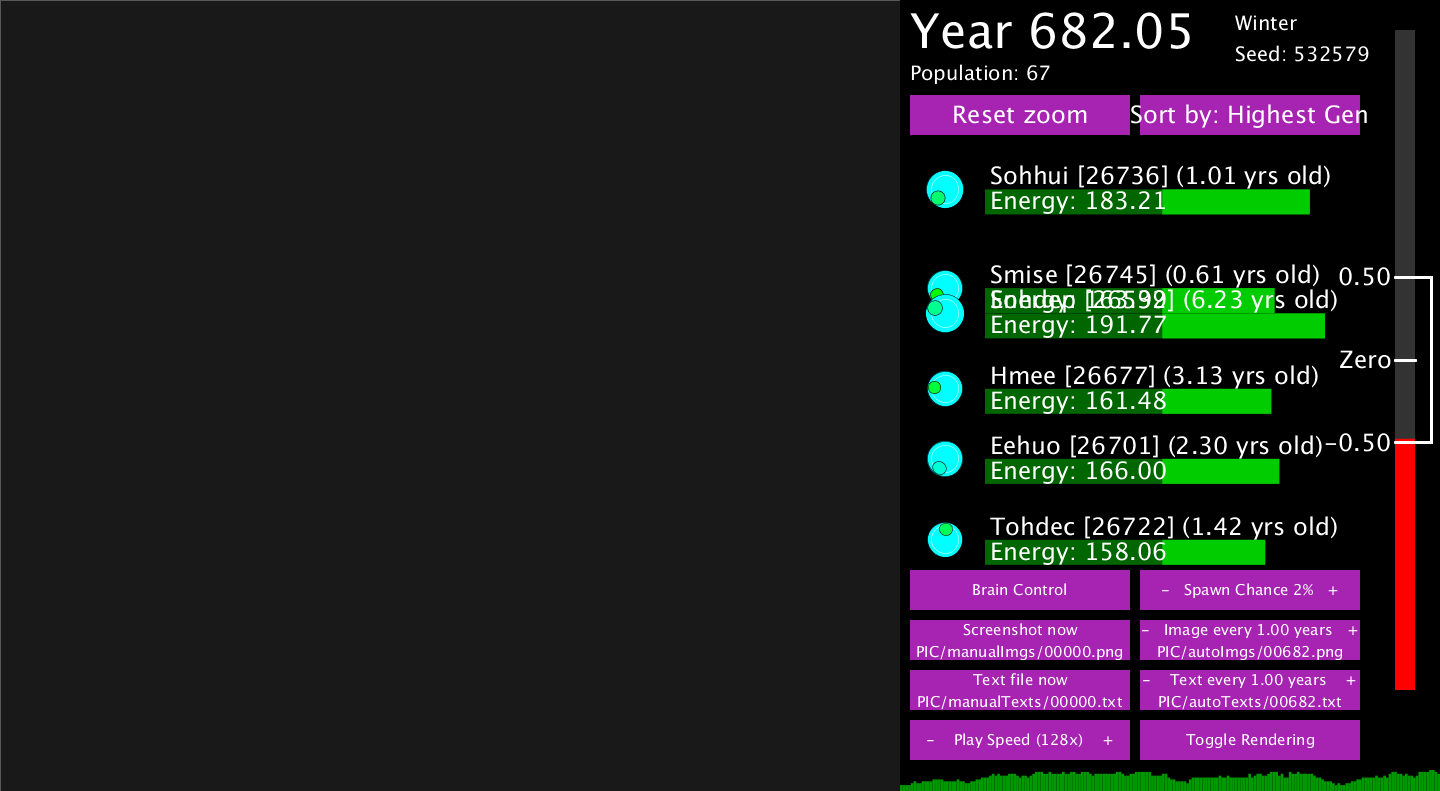 Year 682.05
Winter
Seed: 532579
Population: 67
Reset zoom
Sort by: Highest Gen
Sohhui [26736] (1.01 yrs old)
Energy: 183.21
Smise [26745] (0.61 yrs old)
(6.23 yrs old)
Energy: 191.77
Hmee [26677] (3.13 yrs old)
Energy: 161.48
Eehuo [26701] (2.30 yrs old)
Energy: 166.00
Tohdec [26722] (1.42 yrs old)
Energy: 158.06
0.50
Zero
-0.50
Brain Control
- Spawn Chance 2% +
Screenshot now
PIC/manualImgs/00000.png
- Image every 1.00 years +
PIC/autoImgs/00682.png
Text file now
PIC/manualTexts/00000.txt
- Text every 1.00 years +
PIC/autoTexts/00682.txt
- Play Speed (128x) +
Toggle Rendering